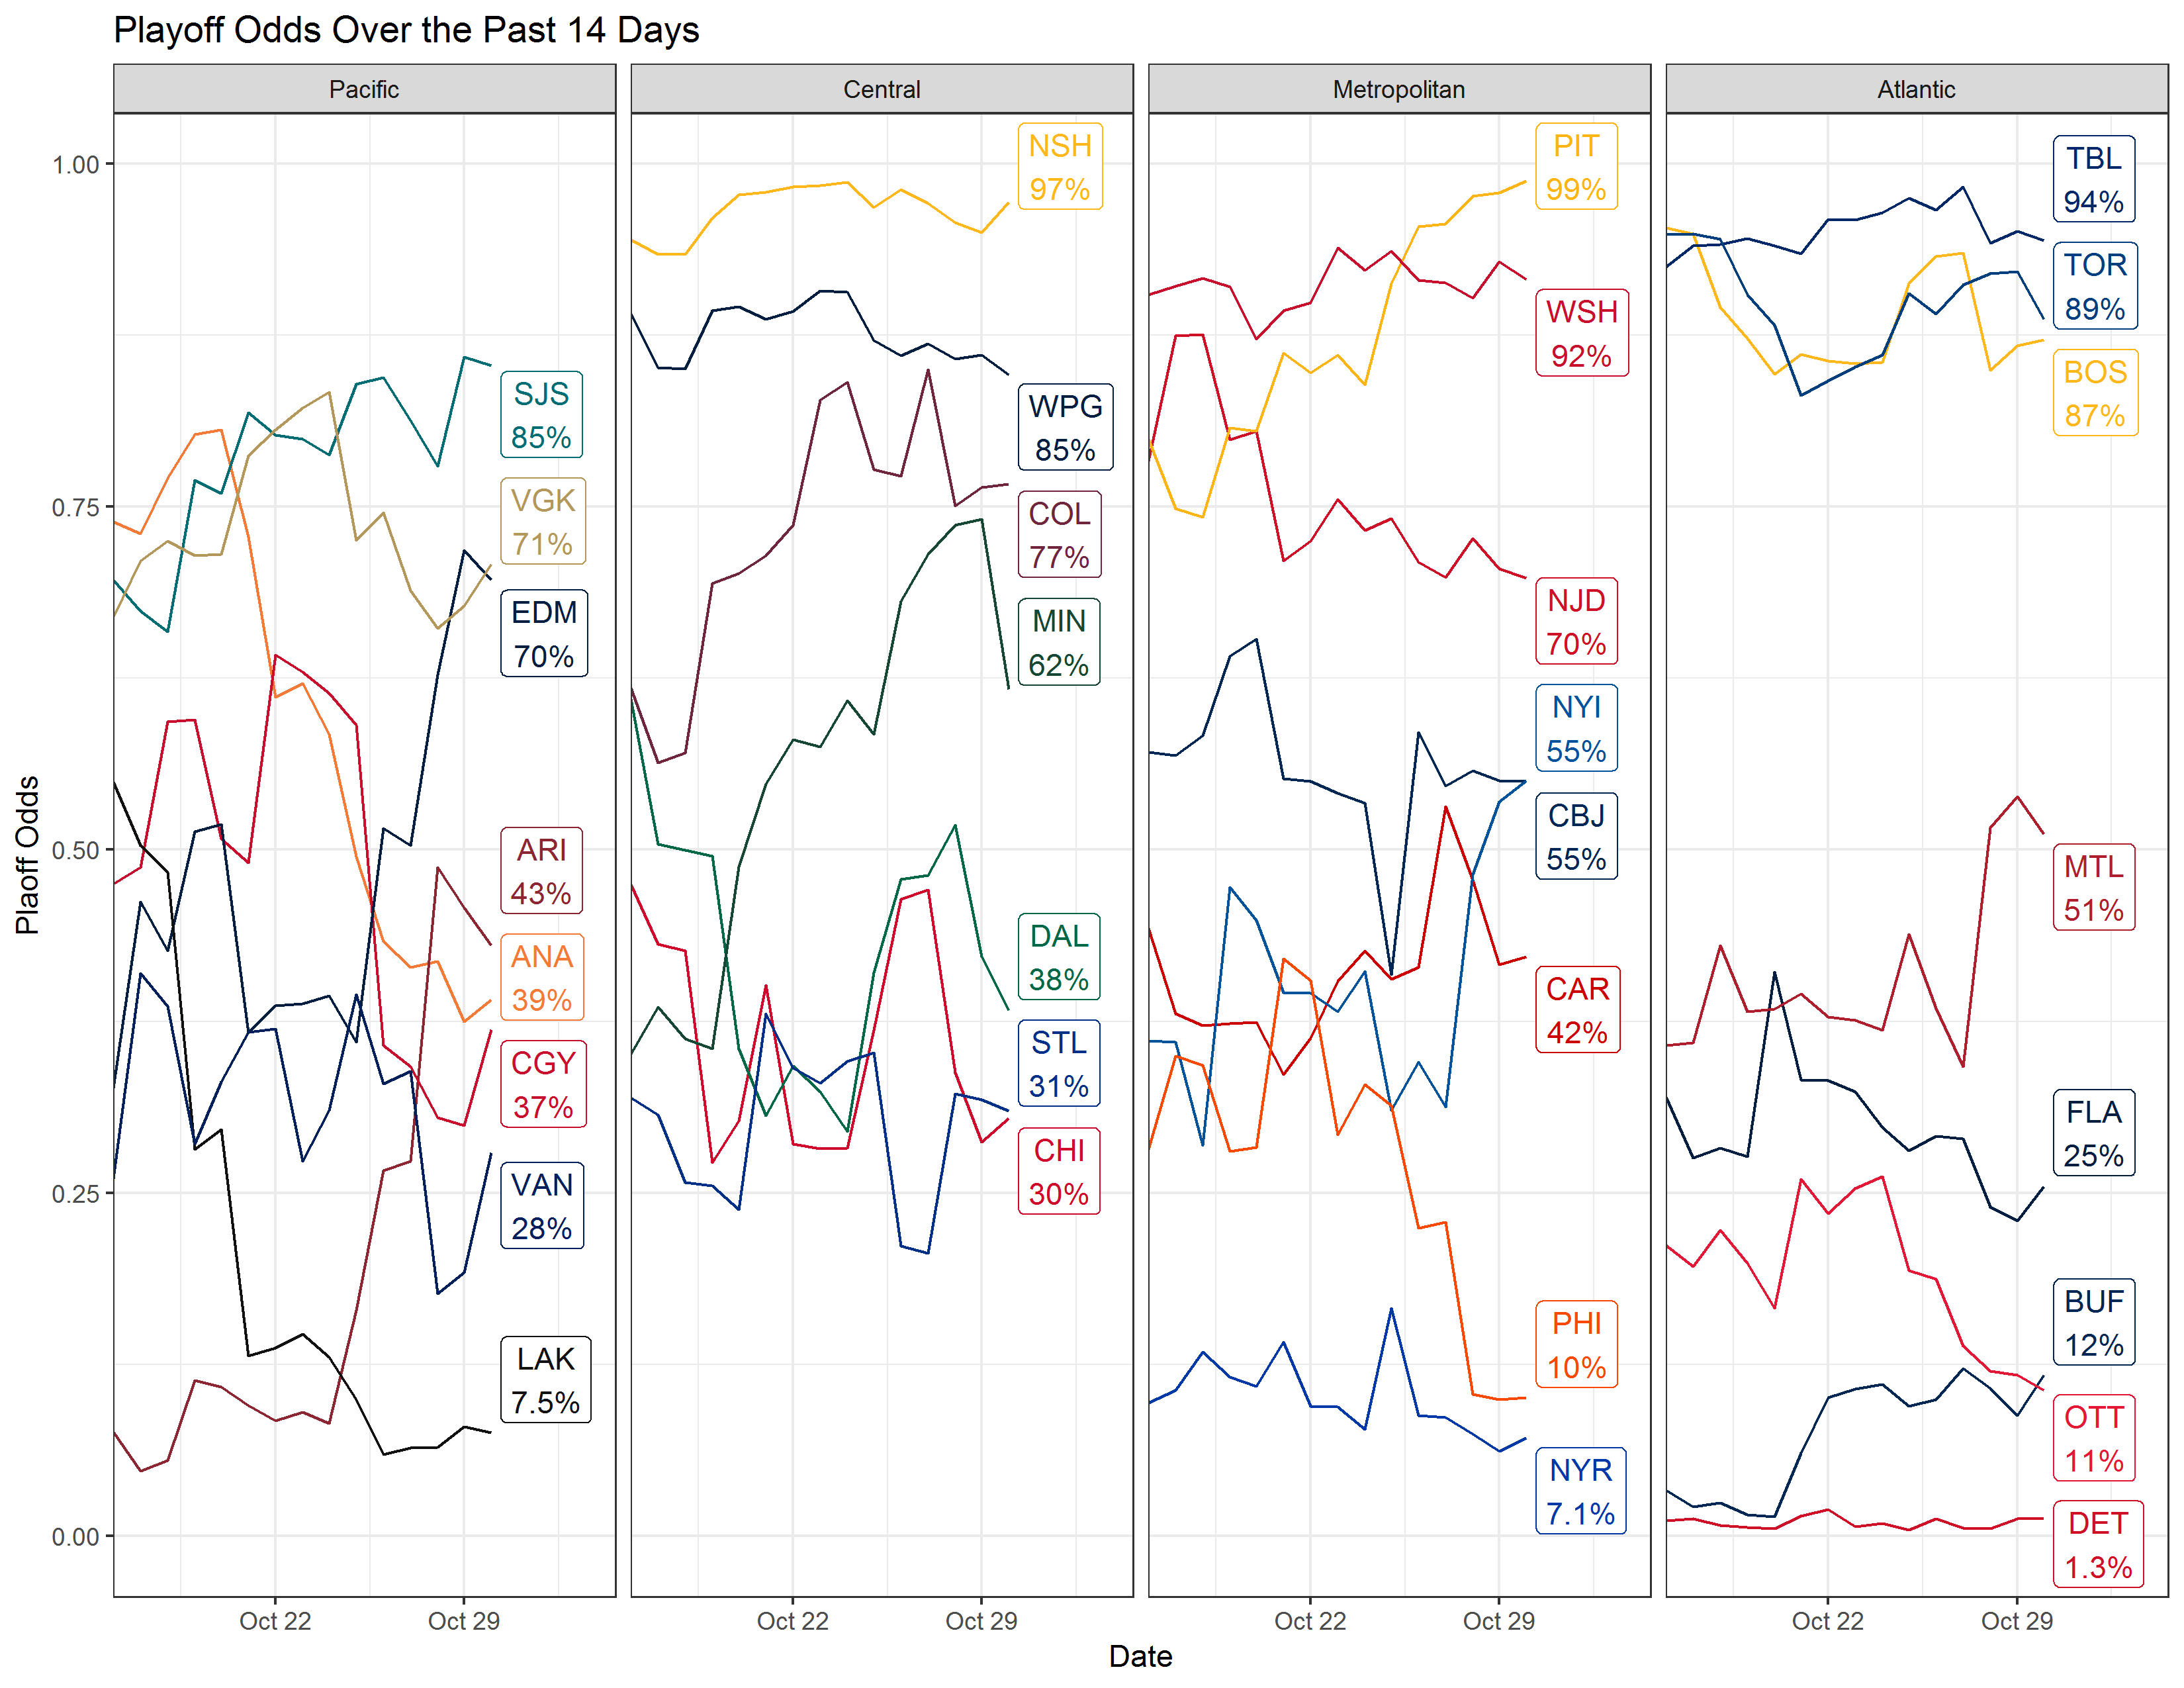 Playoff Odds Over the Past 14 Days
Pacific
Central
Metropolitan
Atlantic
Plaoff Odds
1.00
0.75
0.50
0.25
0.00
SJS
85%
VGK
71%
EDM
70%
ARI
43%
ANA
39%
CGY
37%
VAN
28%
LAK
7.5%
NSH
97%
WPG
85%
COL
77%
MIN
62%
DAL
38%
STL
31%
CHI
30%
PIT
99%
WSH
92%
NJD
70%
NYI
55%
CBJ
55%
CAR
42%
PHI
10%
NYR
7.1%
TBL
94%
TOR
89%
BOS
87%
MTL
51%
FLA
25%
BUF
12%
OTT
11%
DET
1.3%
Oct 22
Oct 29
Oct 22
Oct 29
Oct 22
Oct 29
Oct 22
Oct 29
Date